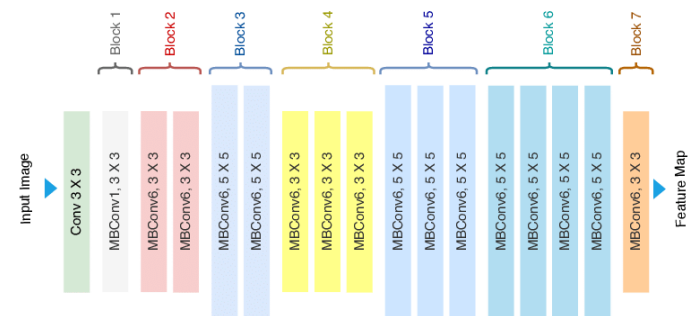 Block 1
Block 2
Block 3
Block 4
Block 5
Block 6
Block 7
Input Image
Conv 3 X 3
MBConv1, 3 X 3
MBConv6, 3 X 3
MBConv6, 3 X 3
MBConv6, 5 X 5
MBConv6, 5 X 5
MBConv6, 3 X 3
MBConv6, 3 X 3
MBConv6, 3 X 3
MBConv6, 5 X 5
MBConv6, 5 X 5
MBConv6, 5 X 5
MBConv6, 5 X 5
MBConv6, 5 X 5
MBConv6, 5 X 5
MBConv6, 5 X 5
MBConv6, 3 X 3
Feature Map